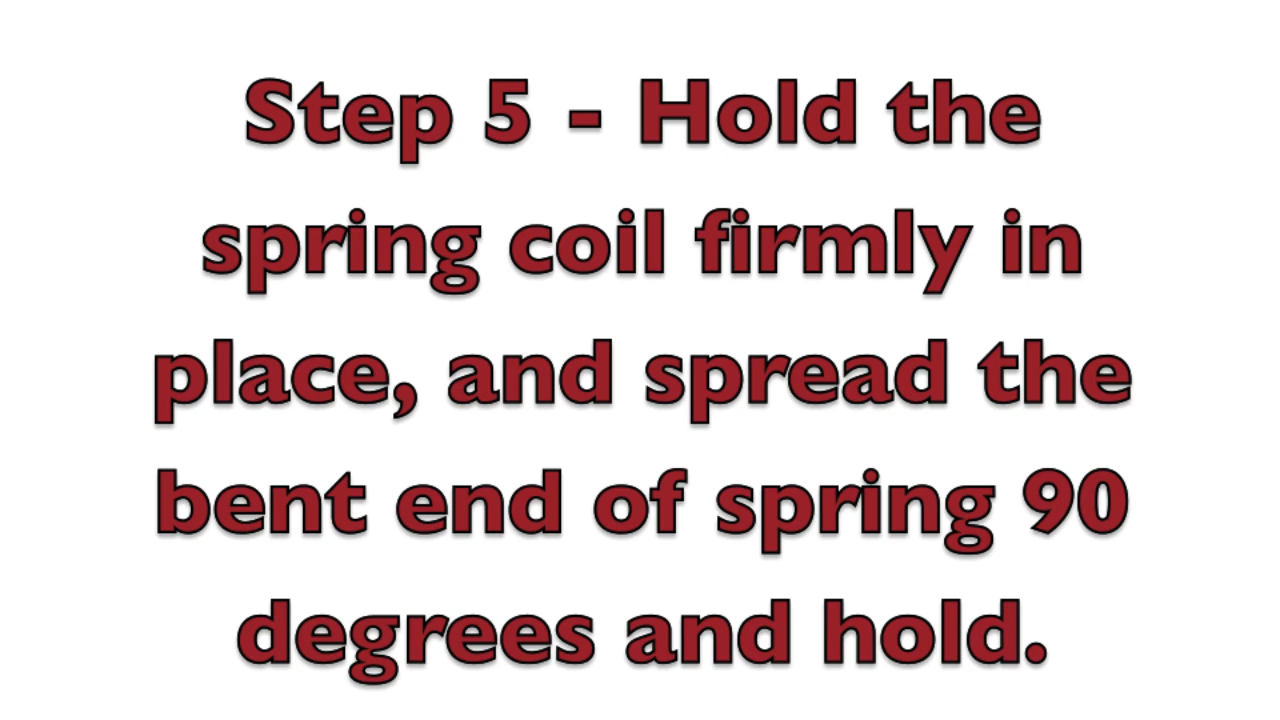 Step 5 - Hold the
spring coil firmly in
place, and spread the
bent end of spring 90
degrees and hold.